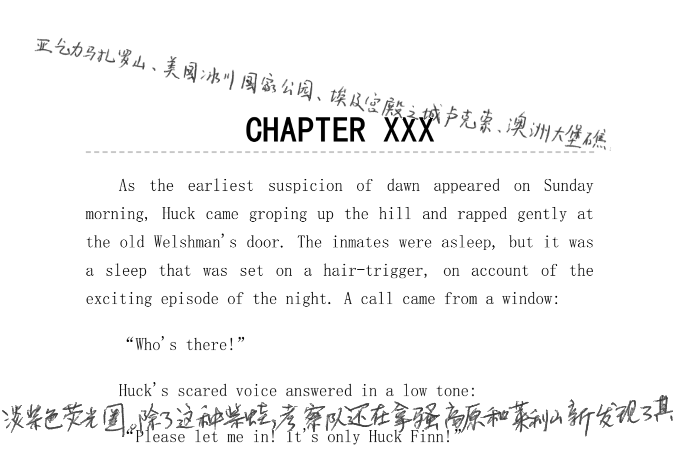 亚乞力马扎罗山、美国冰川国家公园、埃及宫殿之城卢克索、澳洲大堡礁
CHAPTER XXX
As the earliest suspicion of dawn appeared on Sunday
morning, Huck came groping up the hill and rapped gently at
the old Welshman's door. The inmates were asleep, but it was
a sleep that was set on a hair-trigger, on account of the
exciting episode of the night. A call came from a window:
“Who's there!”
Huck's scared voice answered in a low tone:
淡紫色荧光圈。除了这种柴蛙,考察队还在拿骚高原和莱利山新发现了其
“Please let me in! It's only Huck Finn!”